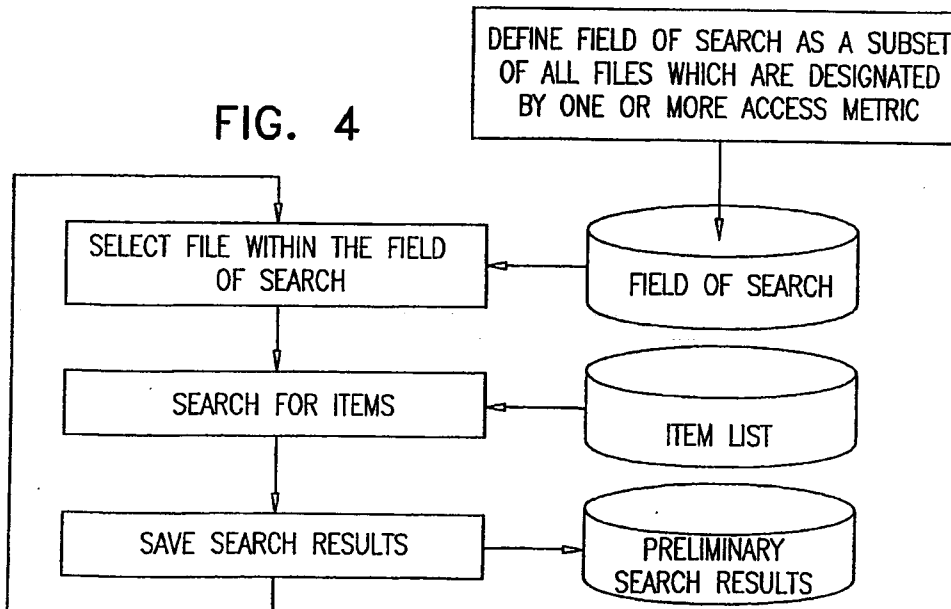 DEFINE FIELD OF SEARCH AS A SUBSET
OF ALL FILES WHICH ARE DESIGNATED
BY ONE OR MORE ACCESS METRIC
FIG. 4
SELECT FILE WITHIN THE FIELD
OF SEARCH
FIELD OF SEARCH
SEARCH FOR ITEMS
ITEM LIST
SAVE SEARCH RESULTS
PRELIMINARY
SEARCH RESULTS